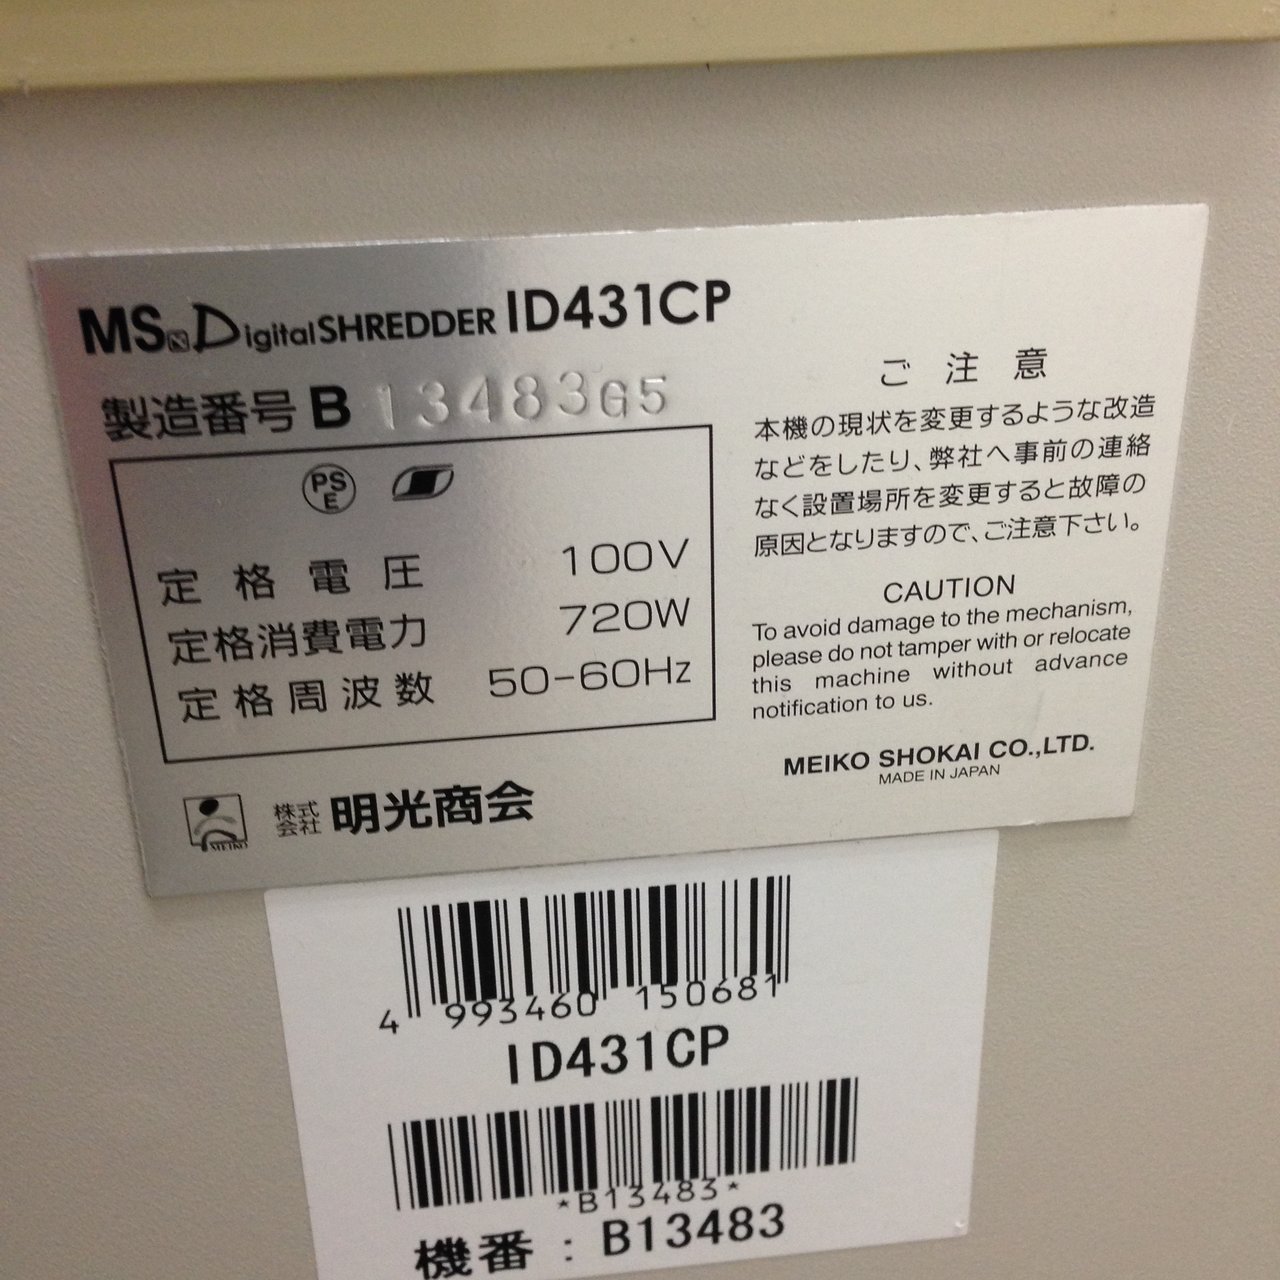 MSR DigitalSHREDDER ID431CP
製造番号 B 13483G5
PS
E
定格電圧 100V
定格消費電力 720W
定格周波数 50-60Hz
MEIKO
株式会社 明光商会
ご注意
本機の現状を変更するような改造
などをしたり、弊社へ事前の連絡
なく設置場所を変更すると故障の
原因となりますので、ご注意下さい。
CAUTION
To avoid damage to the mechanism,
please do not tamper with or relocate
this machine without advance
notification to us.
MEIKO SHOKAI CO.,LTD.
MADE IN JAPAN
4 993460 150681
ID431CP
*B13483*
機番 : B13483